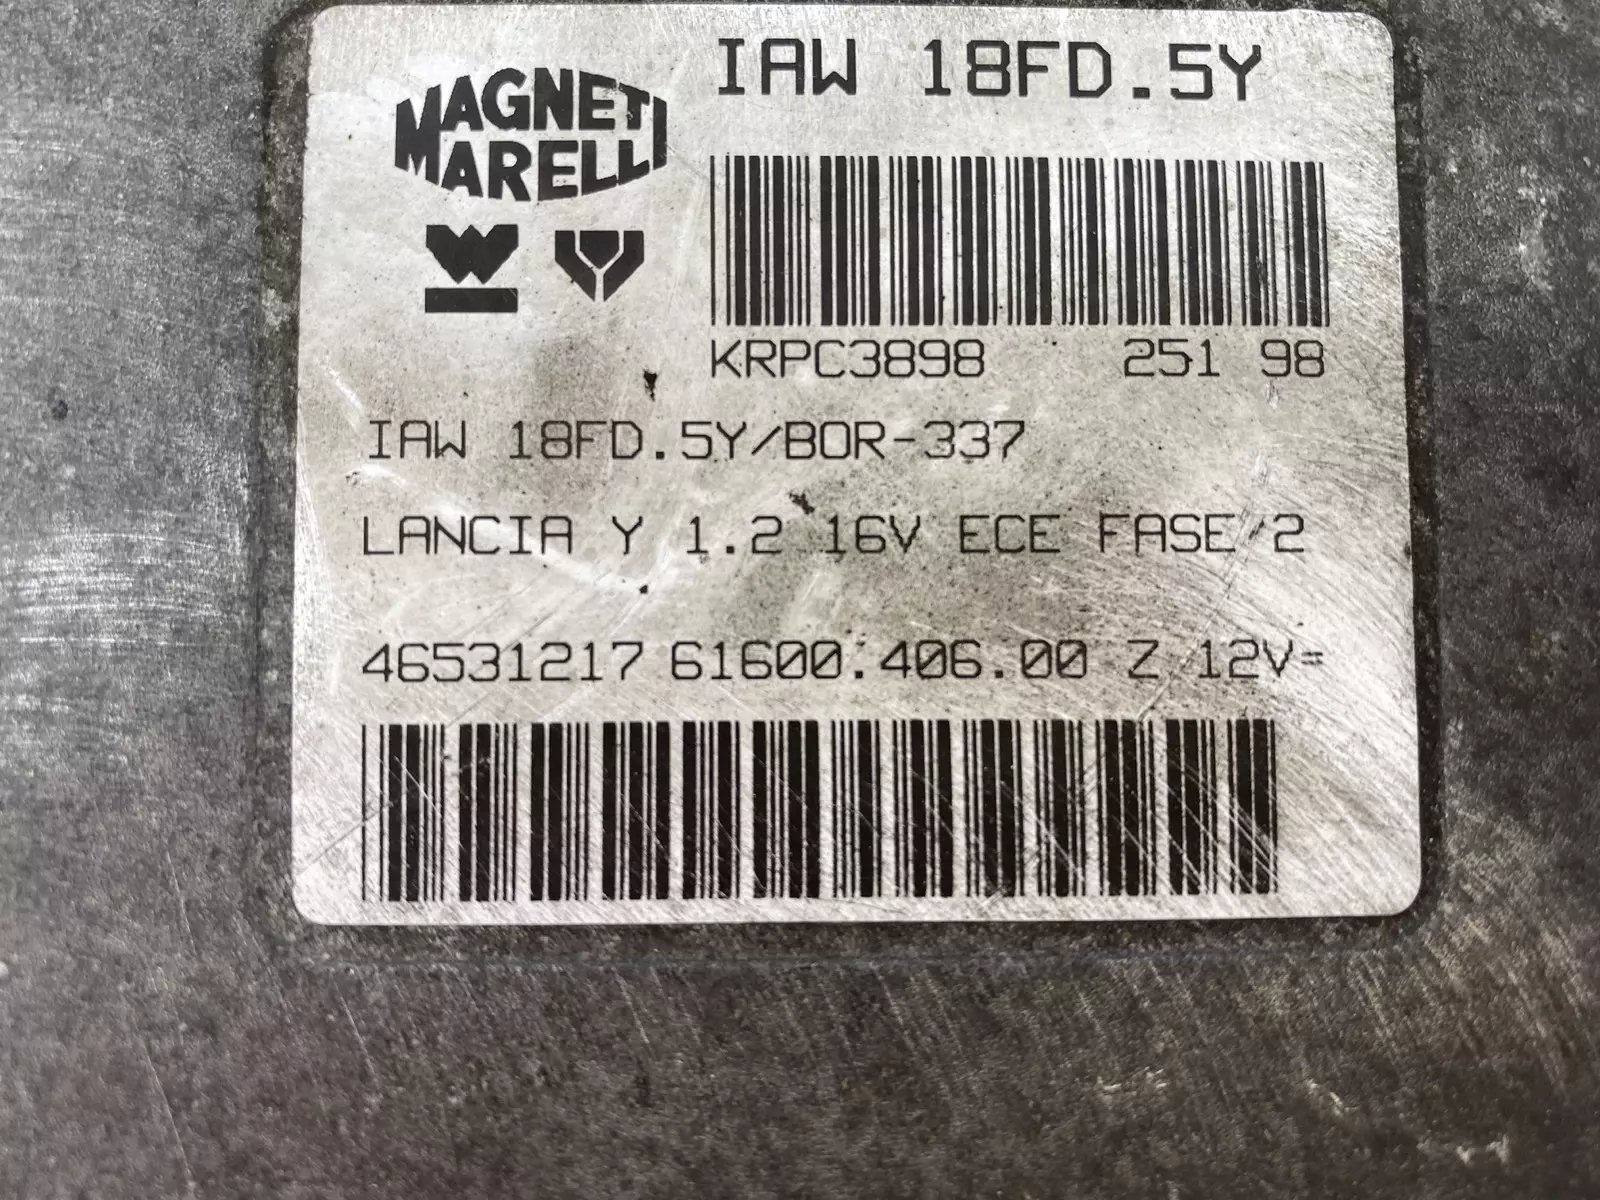 IAW 18FD.5Y
MAGNETI
MARELLI
KRPC3898 251 98
IAW 18FD.5Y/BOR-337
LANCIA Y 1.2 16V ECE FASE/2
46531217 61600.406.00 Z 12V=